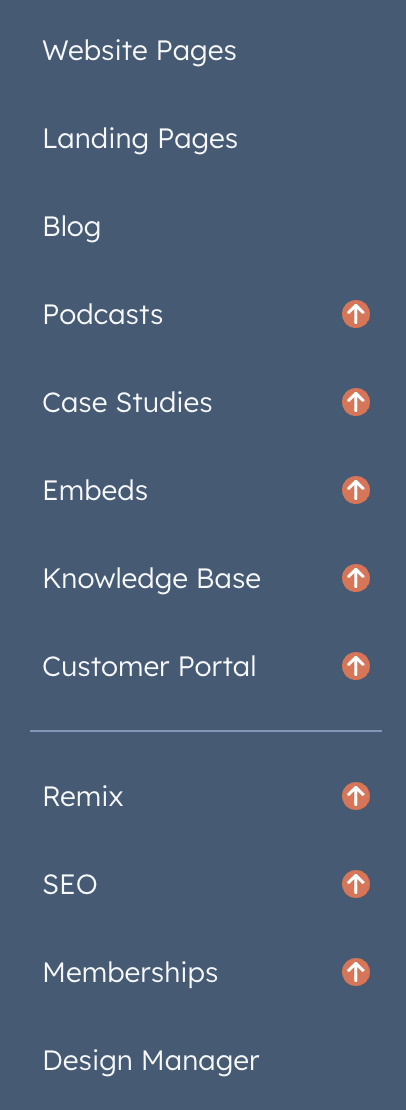 Website Pages
Landing Pages
Blog
Podcasts
Case Studies
Embeds
Knowledge Base
Customer Portal
Remix
SEO
Memberships
Design Manager